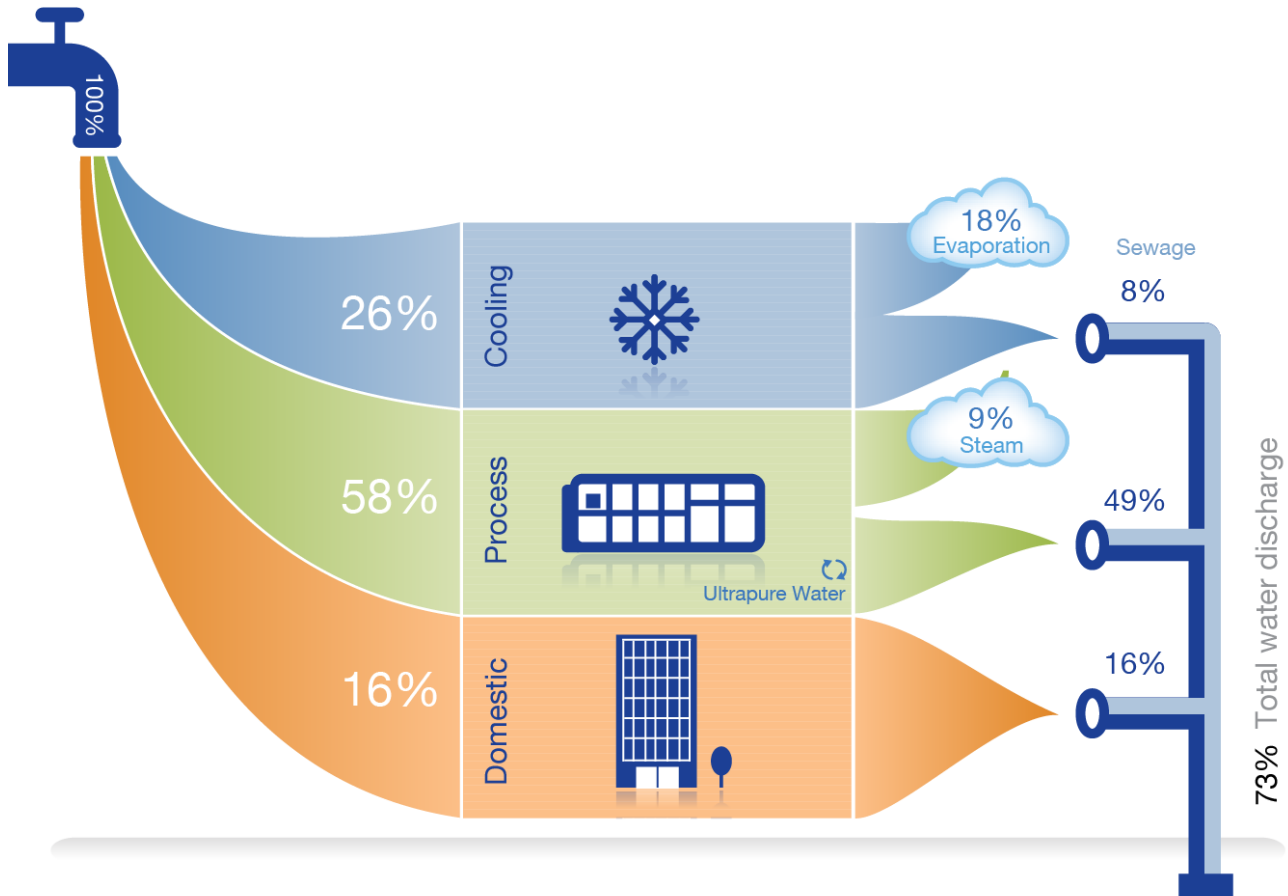 100%
26%
Cooling
18%
Evaporation
Sewage
8%
58%
Process
Ultrapure Water
9%
Steam
49%
16%
Domestic
16%
73% Total water discharge